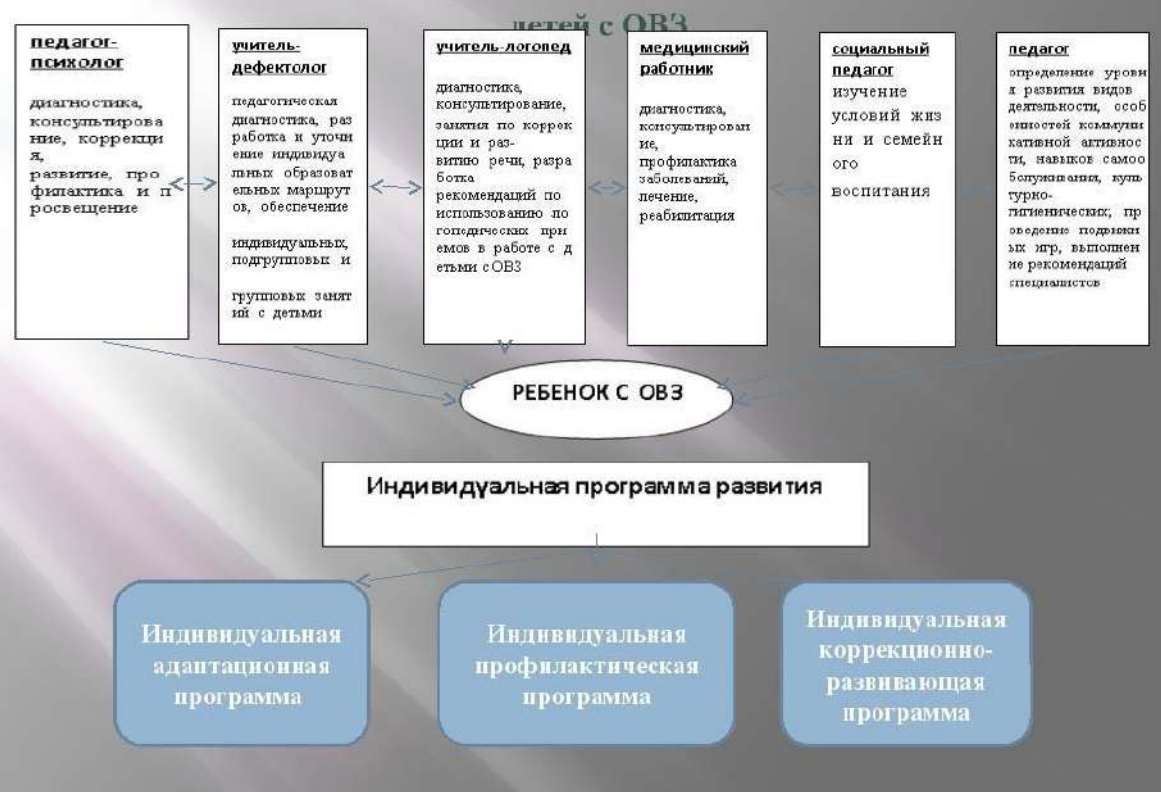 детей с ОВЗ
педагог-
психолог
диагностика,
консультирова
ние, коррекци
я,
развитие, про
филактика и п
росвещение
учитель-
дефектолог
педагогическая
диагностика, раз
работка и уточн
ение индивидуа
льных образоват
ельных маршрут
ов, обеспечение
индивидуальных,
подгрупповых и
групповых занят
ий с детьми
учитель-логопед
диагностика,
консультирование,
занятия по коррек
ции и раз-
витию речи, разра
ботка
рекомендаций по
использованию ло
гопедических при
емов в работе с д
етьми с ОВЗ
медицинский
работник
диагностика,
консультирован
ие,
профилактика
заболеваний,
лечение,
реабилитация
социальный
педагог
изучение
условий жиз
ни и семейн
ого
воспитания
педагог
определение уровн
я развития видов
деятельности, особ
енностей коммуни
кативной активнос
ти, навыков самоо
бслуживания, куль
турно-
гигиенических; пр
оведение подвижн
ых игр, выполнен
ие рекомендаций
специалистов
РЕБЕНОК С ОВЗ
Индивидуальная программа развития
Индивидуальная
адаптационная
программа
Индивидуальная
профилактическая
программа
Индивидуальная
коррекционно-
развивающая
программа